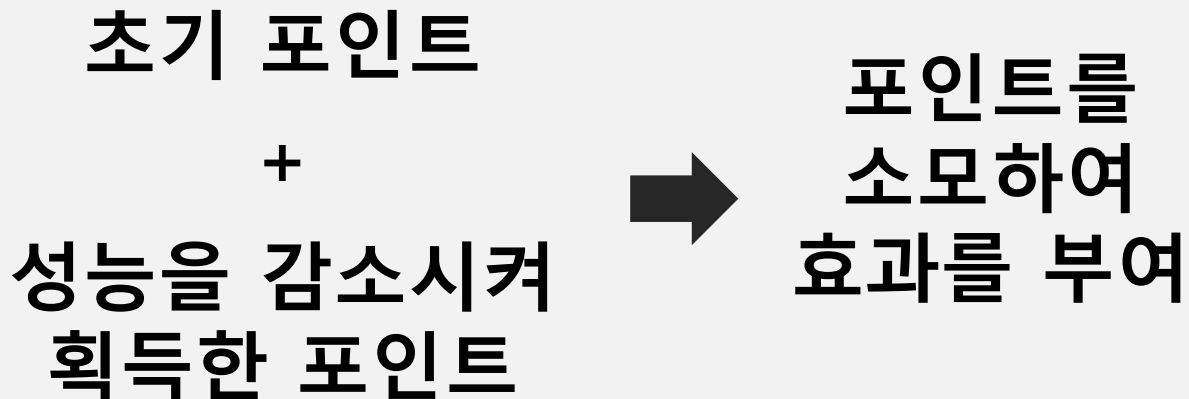 초기 포인트
+
성능을 감소시켜
획득한 포인트
포인트를
소모하여
효과를 부여